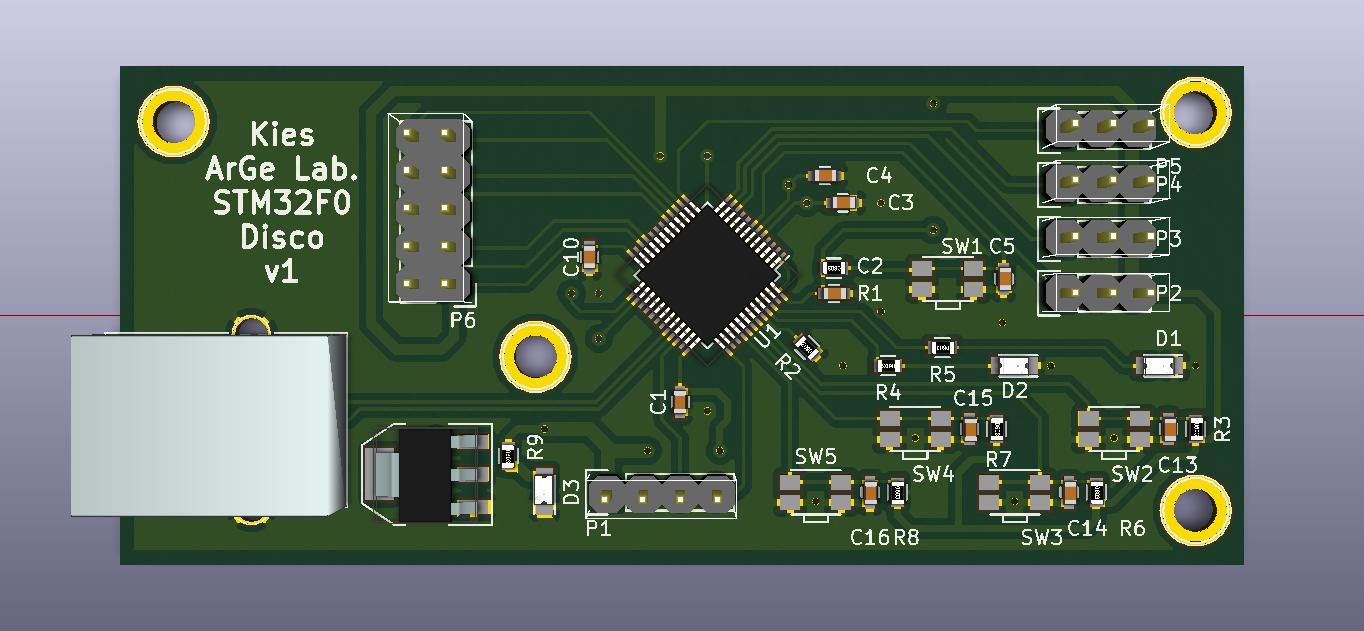 Kies
ArGe Lab.
STM32F0
Disco
v1
P6
C10
C4
C3
C2
R1
SW1
C5
P5
P4
P3
P2
U1
R2
R4
R5
D2
D1
C1
R9
D3
P1
SW5
C16
R8
C15
SW4
R7
SW3
C14
R6
SW2
C13
R3